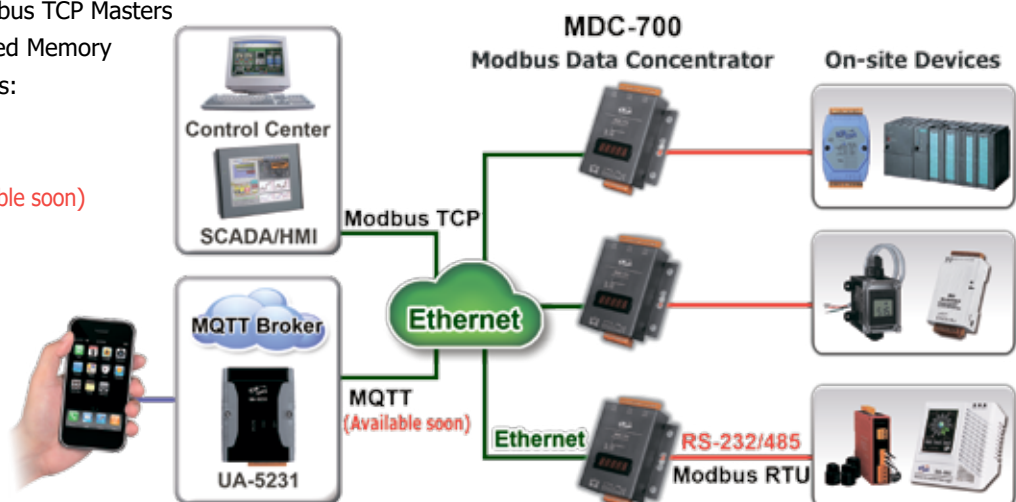 bus TCP Masters
ed Memory
s:
ble soon)
MDC-700
Modbus Data Concentrator
On-site Devices
Control Center
SCADA/HMI
Modbus TCP
MQTT Broker
Ethernet
MQTT
(Available soon)
UA-5231
Ethernet
RS-232/485
Modbus RTU